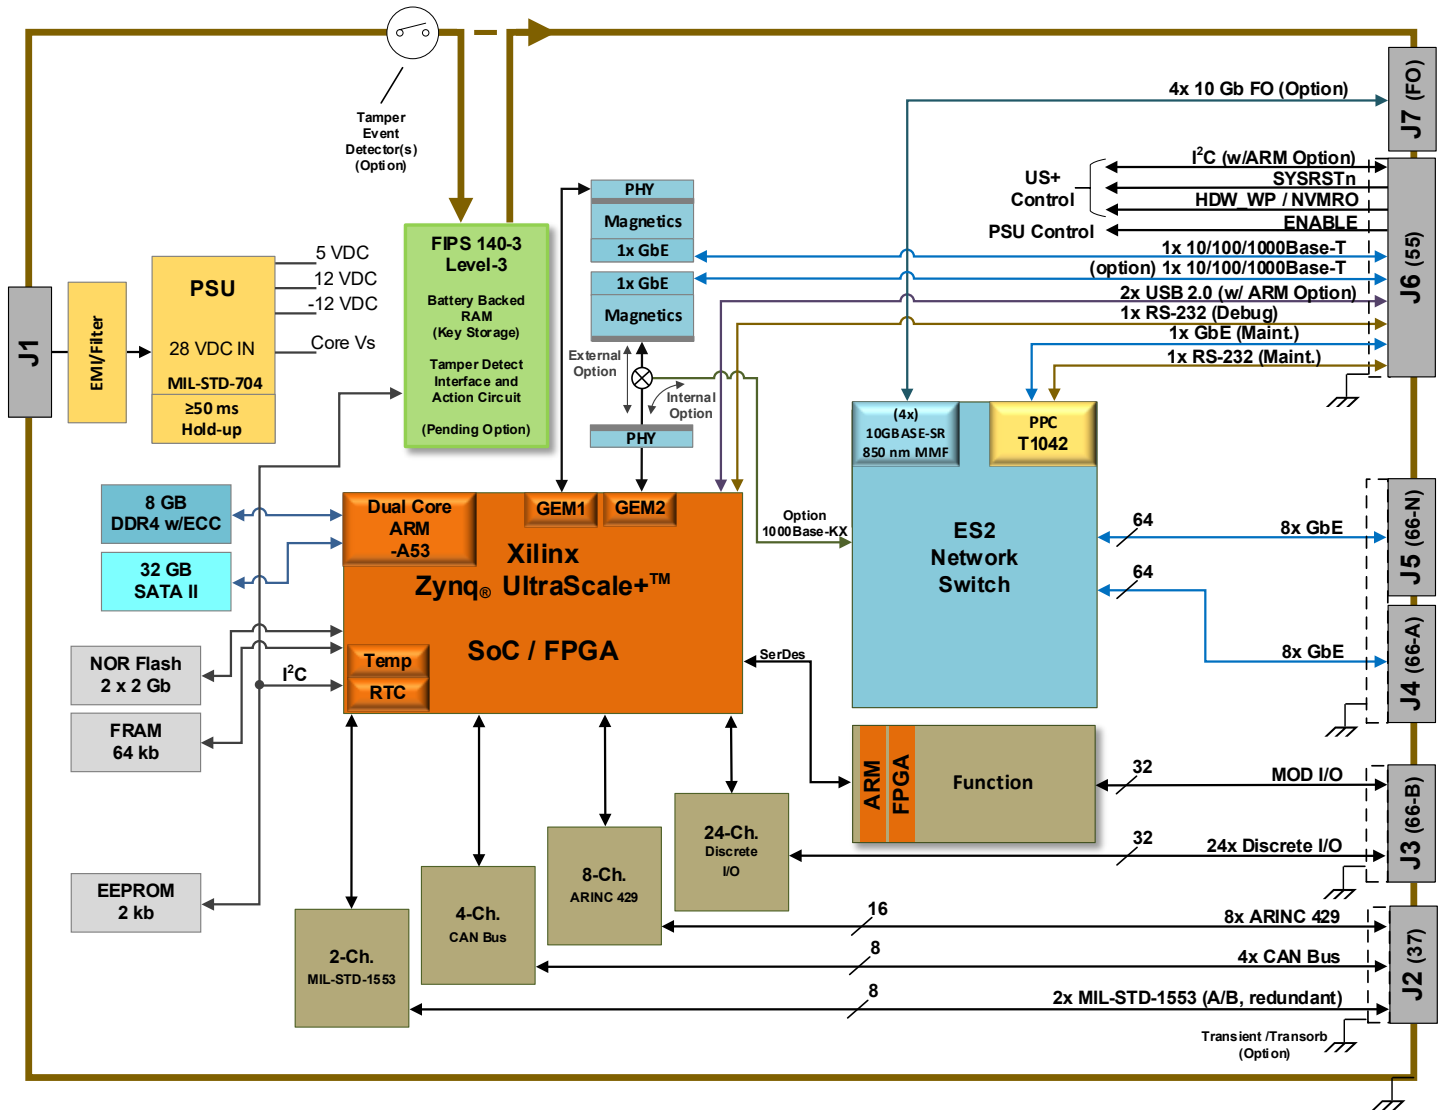 Tamper
Event
Detector(s)
(Option)
4x 10 Gb FO (Option)
J7 (FO)
US+
Control
I²C (w/ARM Option)
SYSRSTn
HDW_WP / NVMRO
PSU Control
ENABLE
1x 10/100/1000Base-T
(option) 1x 10/100/1000Base-T
2x USB 2.0 (w/ ARM Option)
1x RS-232 (Debug)
1x GbE (Maint.)
1x RS-232 (Maint.)
J6 (55)
PHY
Magnetics
1x GbE
1x GbE
Magnetics
External
Option
Internal
Option
PHY
FIPS 140-3
Level-3
Battery Backed
RAM
(Key Storage)
Tamper Detect
Interface and
Action Circuit
(Pending Option)
J1
EMI/Filter
PSU
28 VDC IN
MIL-STD-704
≥50 ms
Hold-up
5 VDC
12 VDC
-12 VDC
Core Vs
(4x)
10GBASE-SR
850 nm MMF
PPC
T1042
ES2
Network
Switch
Option
1000Base-KX
64
8x GbE
J5 (66-N)
64
8x GbE
J4 (66-A)
8 GB
DDR4 w/ECC
32 GB
SATA II
NOR Flash
2 x 2 Gb
FRAM
64 kb
EEPROM
2 kb
I²C
Dual Core
ARM
-A53
GEM1
GEM2
Xilinx
Zynq® UltraScale+™
SoC / FPGA
Temp
RTC
SerDes
ARM
FPGA
Function
32
MOD I/O
32
24x Discrete I/O
J3 (66-B)
24-Ch.
Discrete
I/O
8-Ch.
ARINC 429
4-Ch.
CAN Bus
2-Ch.
MIL-STD-1553
16
8x ARINC 429
8
4x CAN Bus
8
2x MIL-STD-1553 (A/B, redundant)
J2 (37)
Transient /Transorb
(Option)